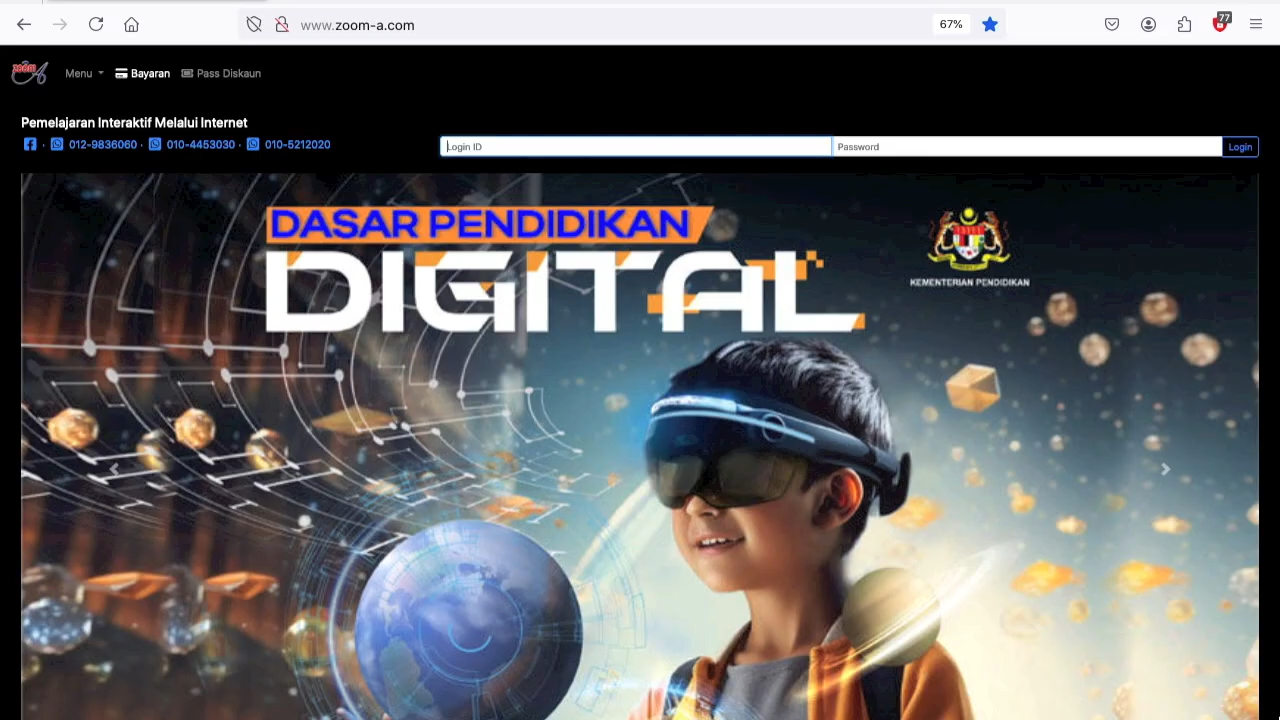 www.zoom-a.com
67%
77
zoom A
Menu
Bayaran
Pass Diskaun
Pemelajaran Interaktif Melalui Internet
· 012-9836060 · 010-4453030 · 010-5212020
Login ID
Password
Login
DASAR PENDIDIKAN
DIGITAL
KEMENTERIAN PENDIDIKAN